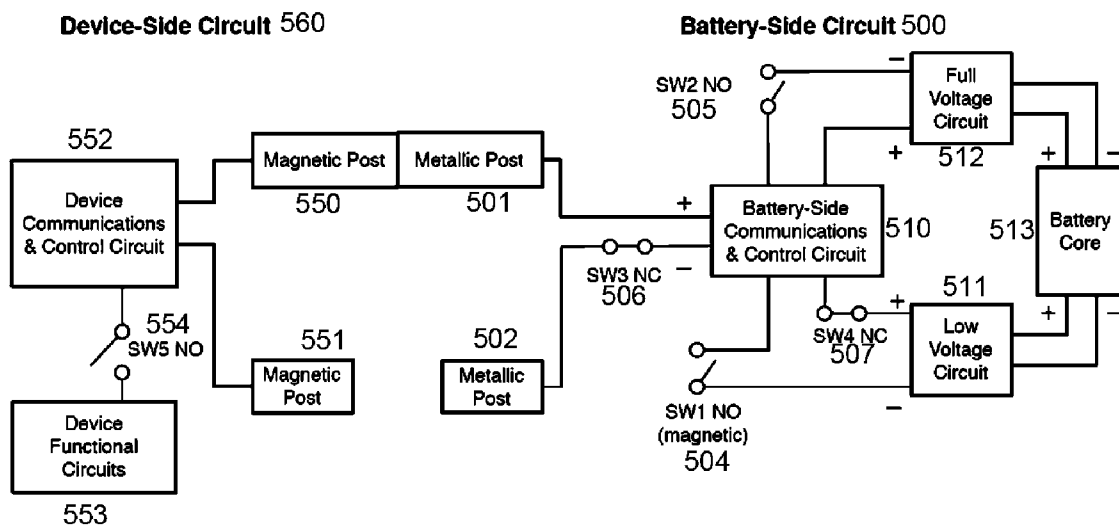 Device-Side Circuit 560
Battery-Side Circuit 500
SW2 NO
505
−
Full
Voltage
Circuit
+
512
552
Device
Communications
& Control Circuit
Magnetic Post
Metallic Post
550
501
+
−
Battery-Side
Communications
& Control Circuit
510
+
−
513
Battery
Core
SW3 NC
506
554
SW5 NO
551
Magnetic
Post
502
Metallic
Post
SW4 NC
507
+
511
Low
Voltage
Circuit
−
+
−
SW1 NO
(magnetic)
504
Device
Functional
Circuits
553